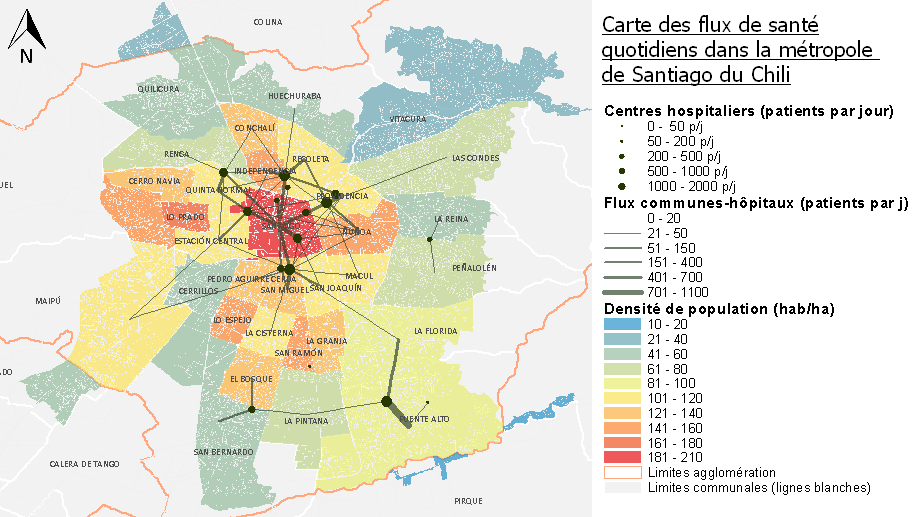 N
Carte des flux de santé
quotidiens dans la métropole
de Santiago du Chili
Centres hospitaliers (patients par jour)
0 - 50 p/j
50 - 200 p/j
200 - 500 p/j
500 - 1000 p/j
1000 - 2000 p/j
Flux communes-hôpitaux (patients par j)
0 - 20
21 - 50
51 - 150
151 - 400
401 - 700
701 - 1100
Densité de population (hab/ha)
10 - 20
21 - 40
41 - 60
61 - 80
81 - 100
101 - 120
121 - 140
141 - 160
161 - 180
181 - 210
Limites agglomération
Limites communales (lignes blanches)
COLINA
QUILICURA
HUECHURABA
VITACURA
CONCHALÍ
RENCA
RECOLETA
LAS CONDES
INDEPENDENCIA
CERRO NAVIA
QUINTA NORMAL
PROVIDENCIA
UEL
LO PRADO
LA REINA
ÑUÑOA
ESTACIÓN CENTRAL
PEÑALOLÉN
MACUL
PEDRO AGUIRRE CERDA
CERRILLOS
SAN MIGUEL
SAN JOAQUÍN
MAIPÚ
LO ESPEJO
LA CISTERNA
LA FLORIDA
LA GRANJA
SAN RAMÓN
ADO
EL BOSQUE
LA PINTANA
PUENTE ALTO
SAN BERNARDO
CALERA DE TANGO
PIRQUE